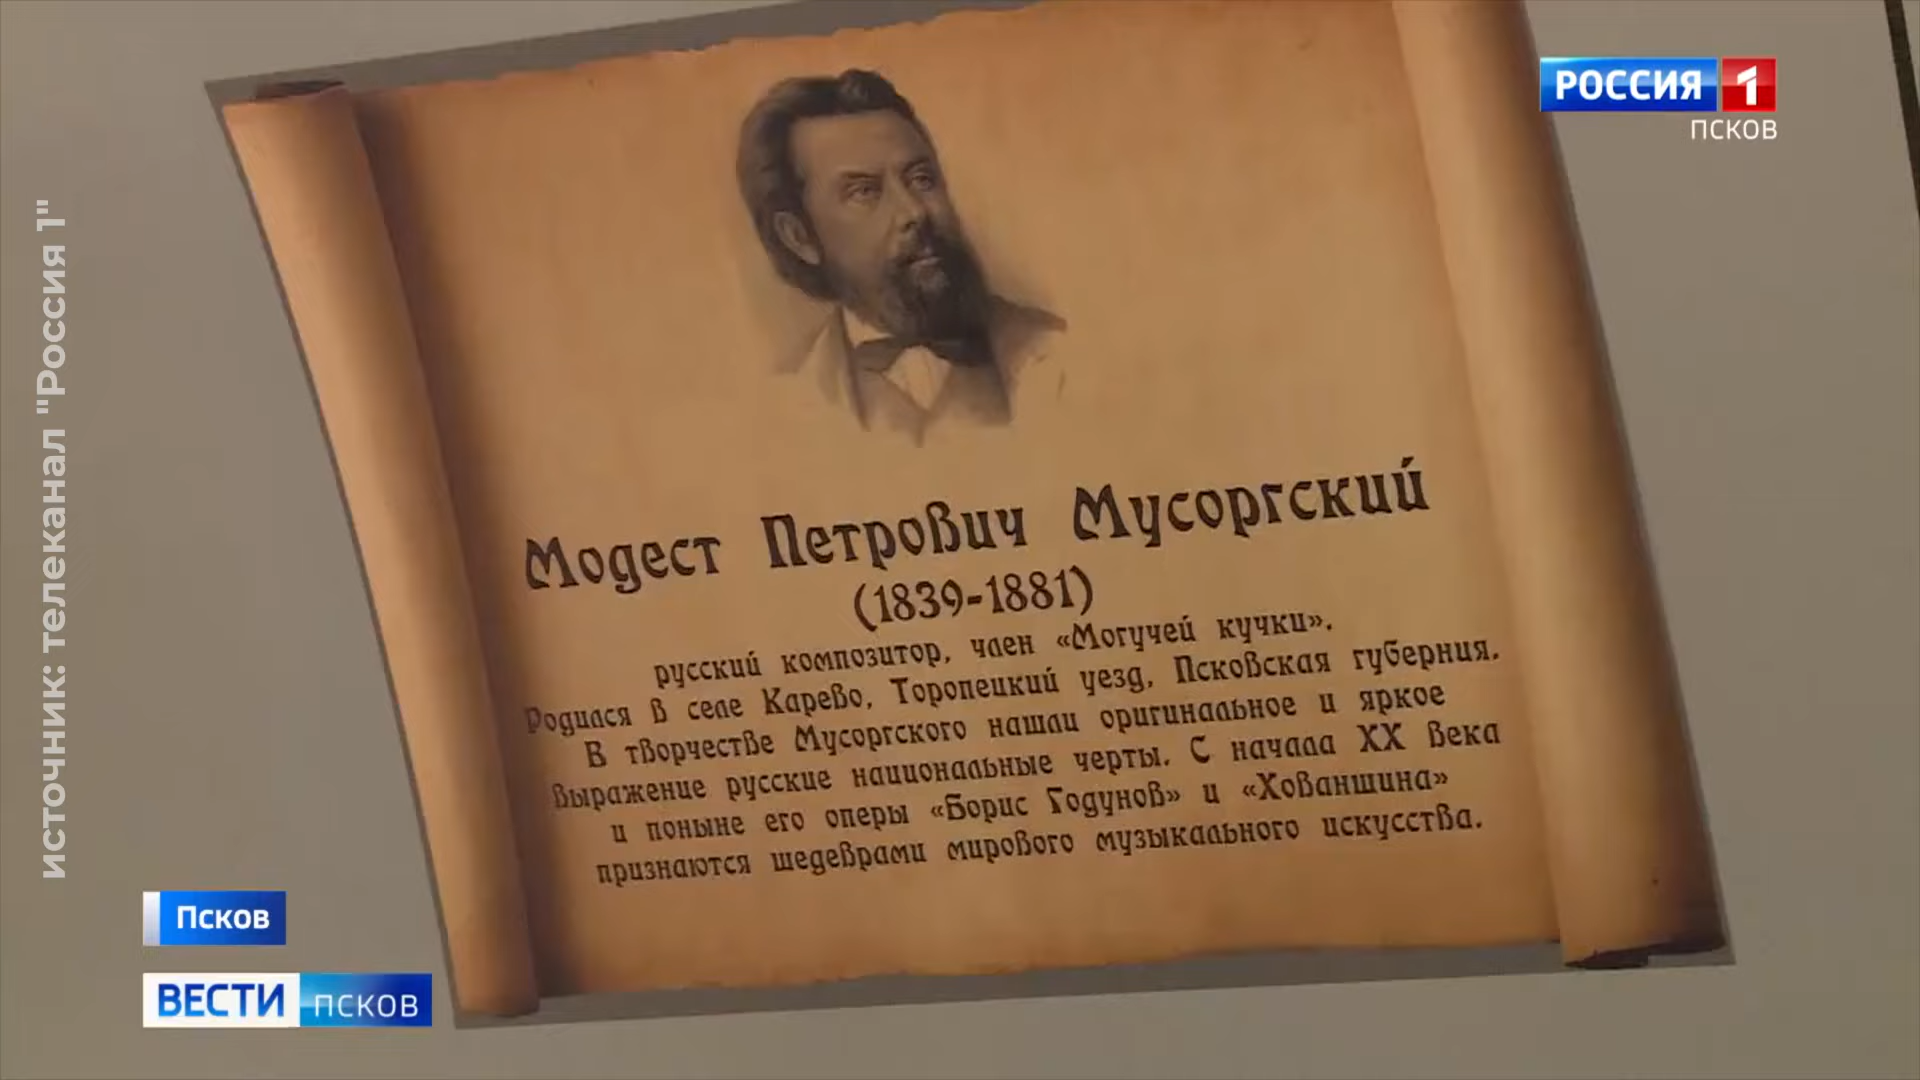 РОССИЯ 1
ПСКОВ
источник: телеканал "Россия 1"
Модест Петрович Мусоргский
(1839-1881)
русский композитор, член «Могучей кучки».
Родился в селе Карево, Торопецкий уезд, Псковская губерния.
В творчестве Мусоргского нашли оригинальное и яркое
выражение русские национальные черты. С начала XX века
и поныне его оперы «Борис Годунов» и «Хованшина»
признаются шедеврами мирового музыкального искусства.
Псков
ВЕСТИ ПСКОВ